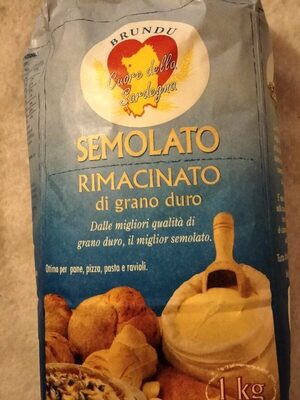 BRUNDU
Cuore della
Sardegna
SEMOLATO
RIMACINATO
di grano duro
Dalle migliori qualità di
grano duro, il miglior semolato.
Ottimo per pane, pizza, pasta e ravioli.
1 kg